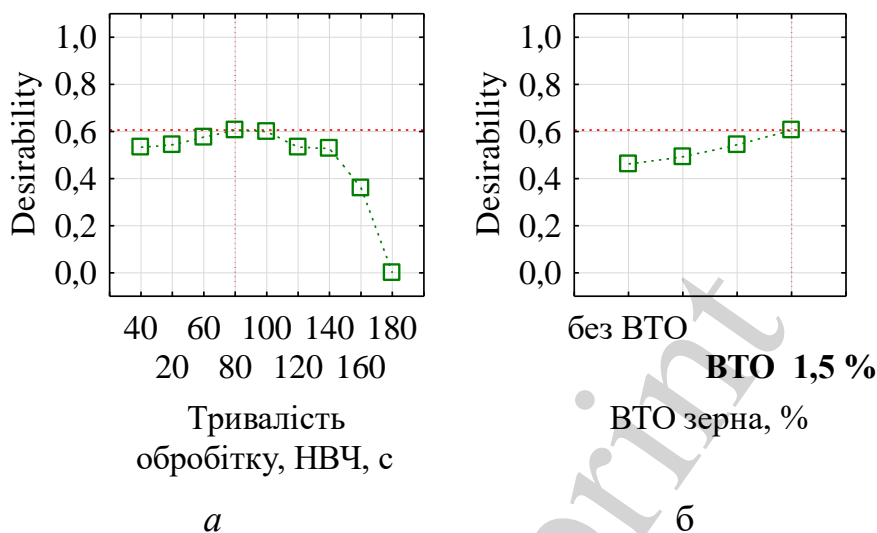 1,0
0,8
0,6
0,4
0,2
0,0
Desirability
40 60 100 140 180
20 80 120 160
Тривалість
обробітку, НВЧ, с
а
1,0
0,8
0,6
0,4
0,2
0,0
Desirability
без ВТО
ВТО 1,5 %
ВТО зерна, %
б
print